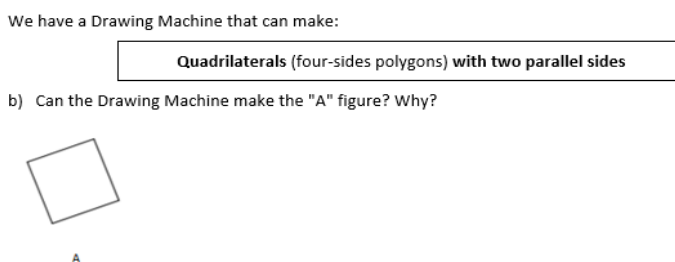 We have a Drawing Machine that can make:
Quadrilaterals (four-sides polygons) with two parallel sides
b) Can the Drawing Machine make the "A" figure? Why?
A